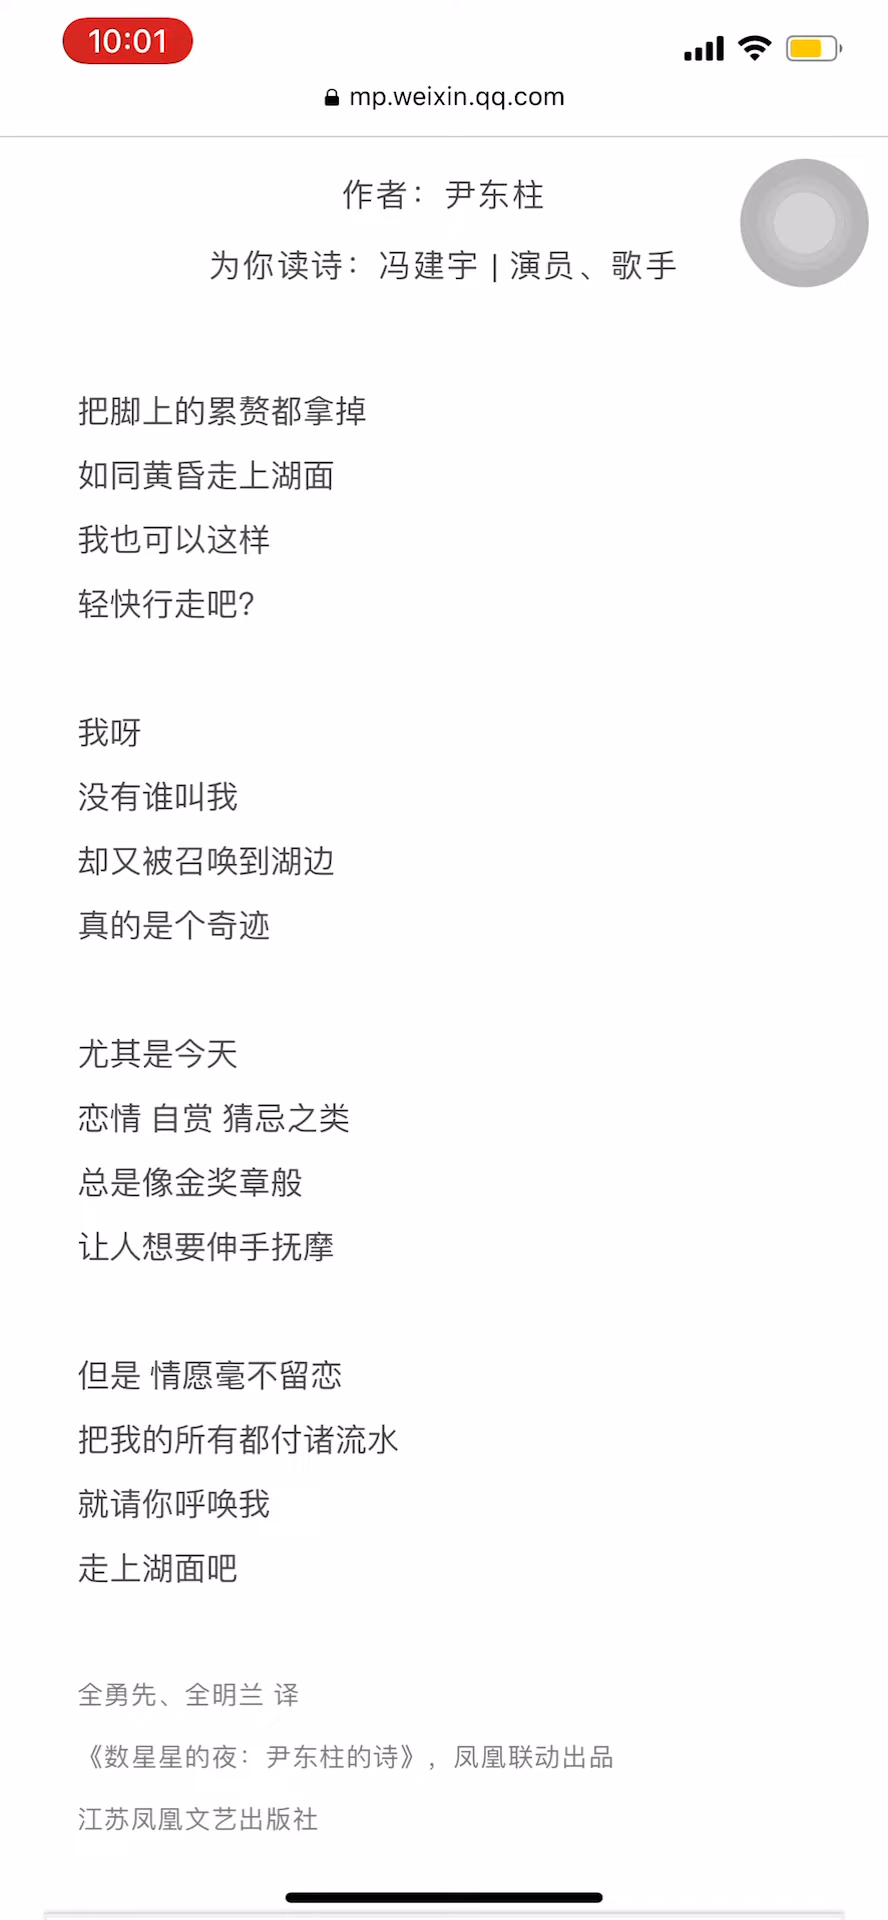 10:01
mp.weixin.qq.com
作者：尹东柱
为你读诗：冯建宇 | 演员、歌手
把脚上的累赘都拿掉
如同黄昏走上湖面
我也可以这样
轻快行走吧?
我呀
没有谁叫我
却又被召唤到湖边
真的是个奇迹
尤其是今天
恋情 自赏 猜忌之类
总是像金奖章般
让人想要伸手抚摩
但是 情愿毫不留恋
把我的所有都付诸流水
就请你呼唤我
走上湖面吧
全勇先、全明兰 译
《数星星的夜：尹东柱的诗》，凤凰联动出品
江苏凤凰文艺出版社